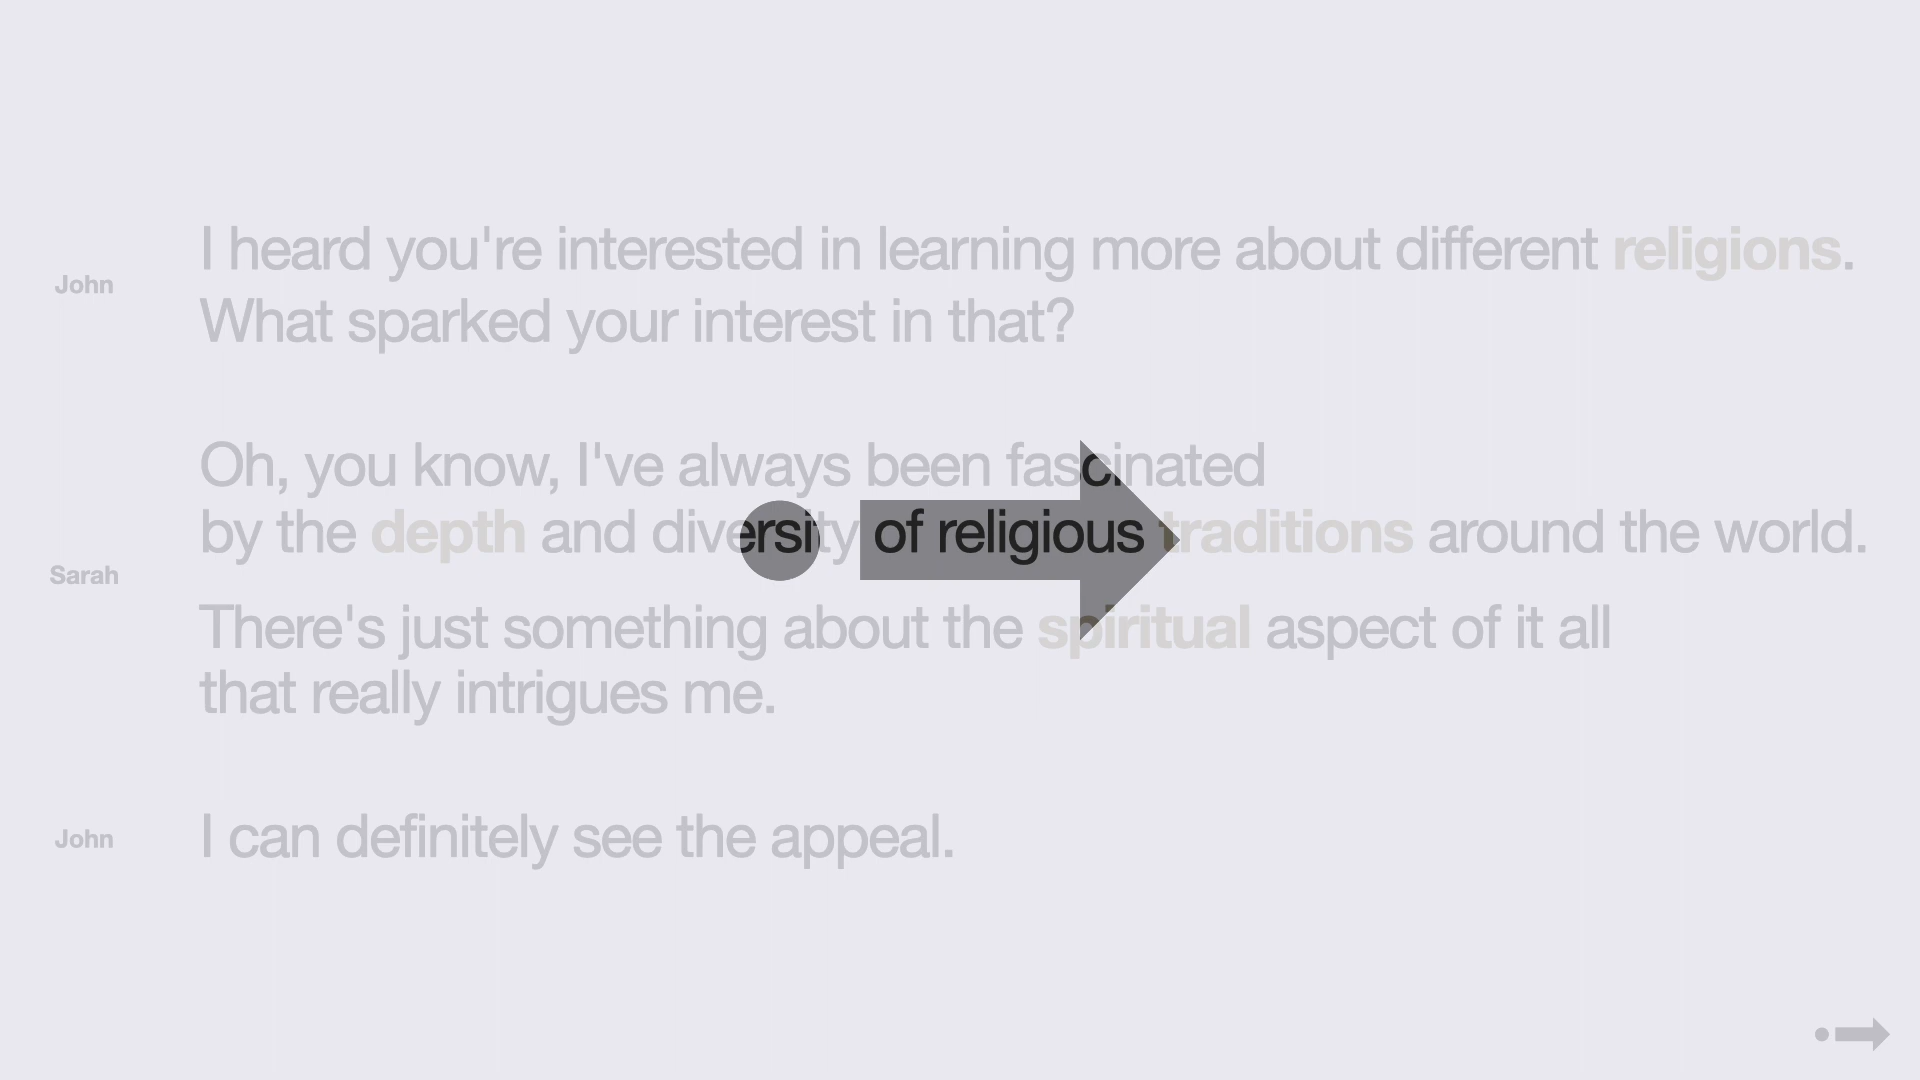 John
I heard you're interested in learning more about different religions.
What sparked your interest in that?
Sarah
Oh, you know, I've always been fascinated
by the depth and diversity of religious traditions around the world.
There's just something about the spiritual aspect of it all
that really intrigues me.
John
I can definitely see the appeal.